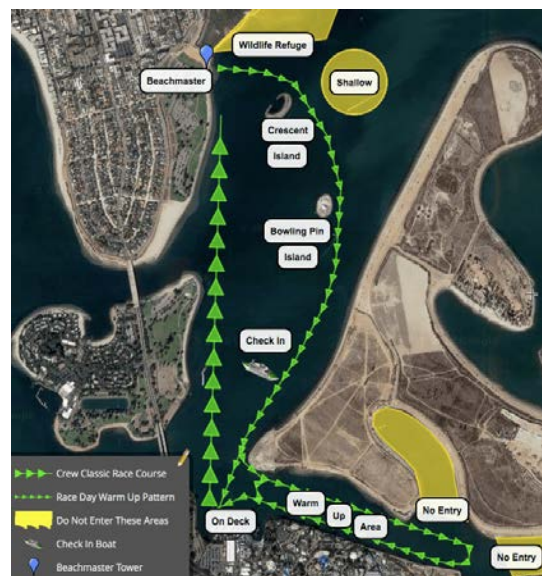 Wildlife Refuge
Beachmaster
Shallow
Crescent
Island
Bowling Pin
Island
Check In
Warm
Up
Area
No Entry
On Deck
No Entry
Crew Classic Race Course
Race Day Warm Up Pattern
Do Not Enter These Areas
Check In Boat
Beachmaster Tower